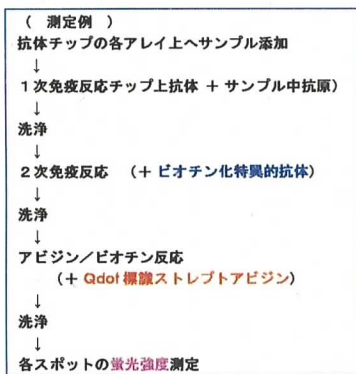 （ 測定例 ）
抗体チップの各アレイ上へサンプル添加
↓
１次免疫反応チップ上抗体 + サンプル中抗原）
↓
洗浄
↓
２次免疫反応 （+ ビオチン化特異的抗体）
↓
洗浄
↓
アビジン／ビオチン反応
（+ Qdot 標識ストレプトアビジン）
↓
洗浄
↓
各スポットの蛍光強度測定